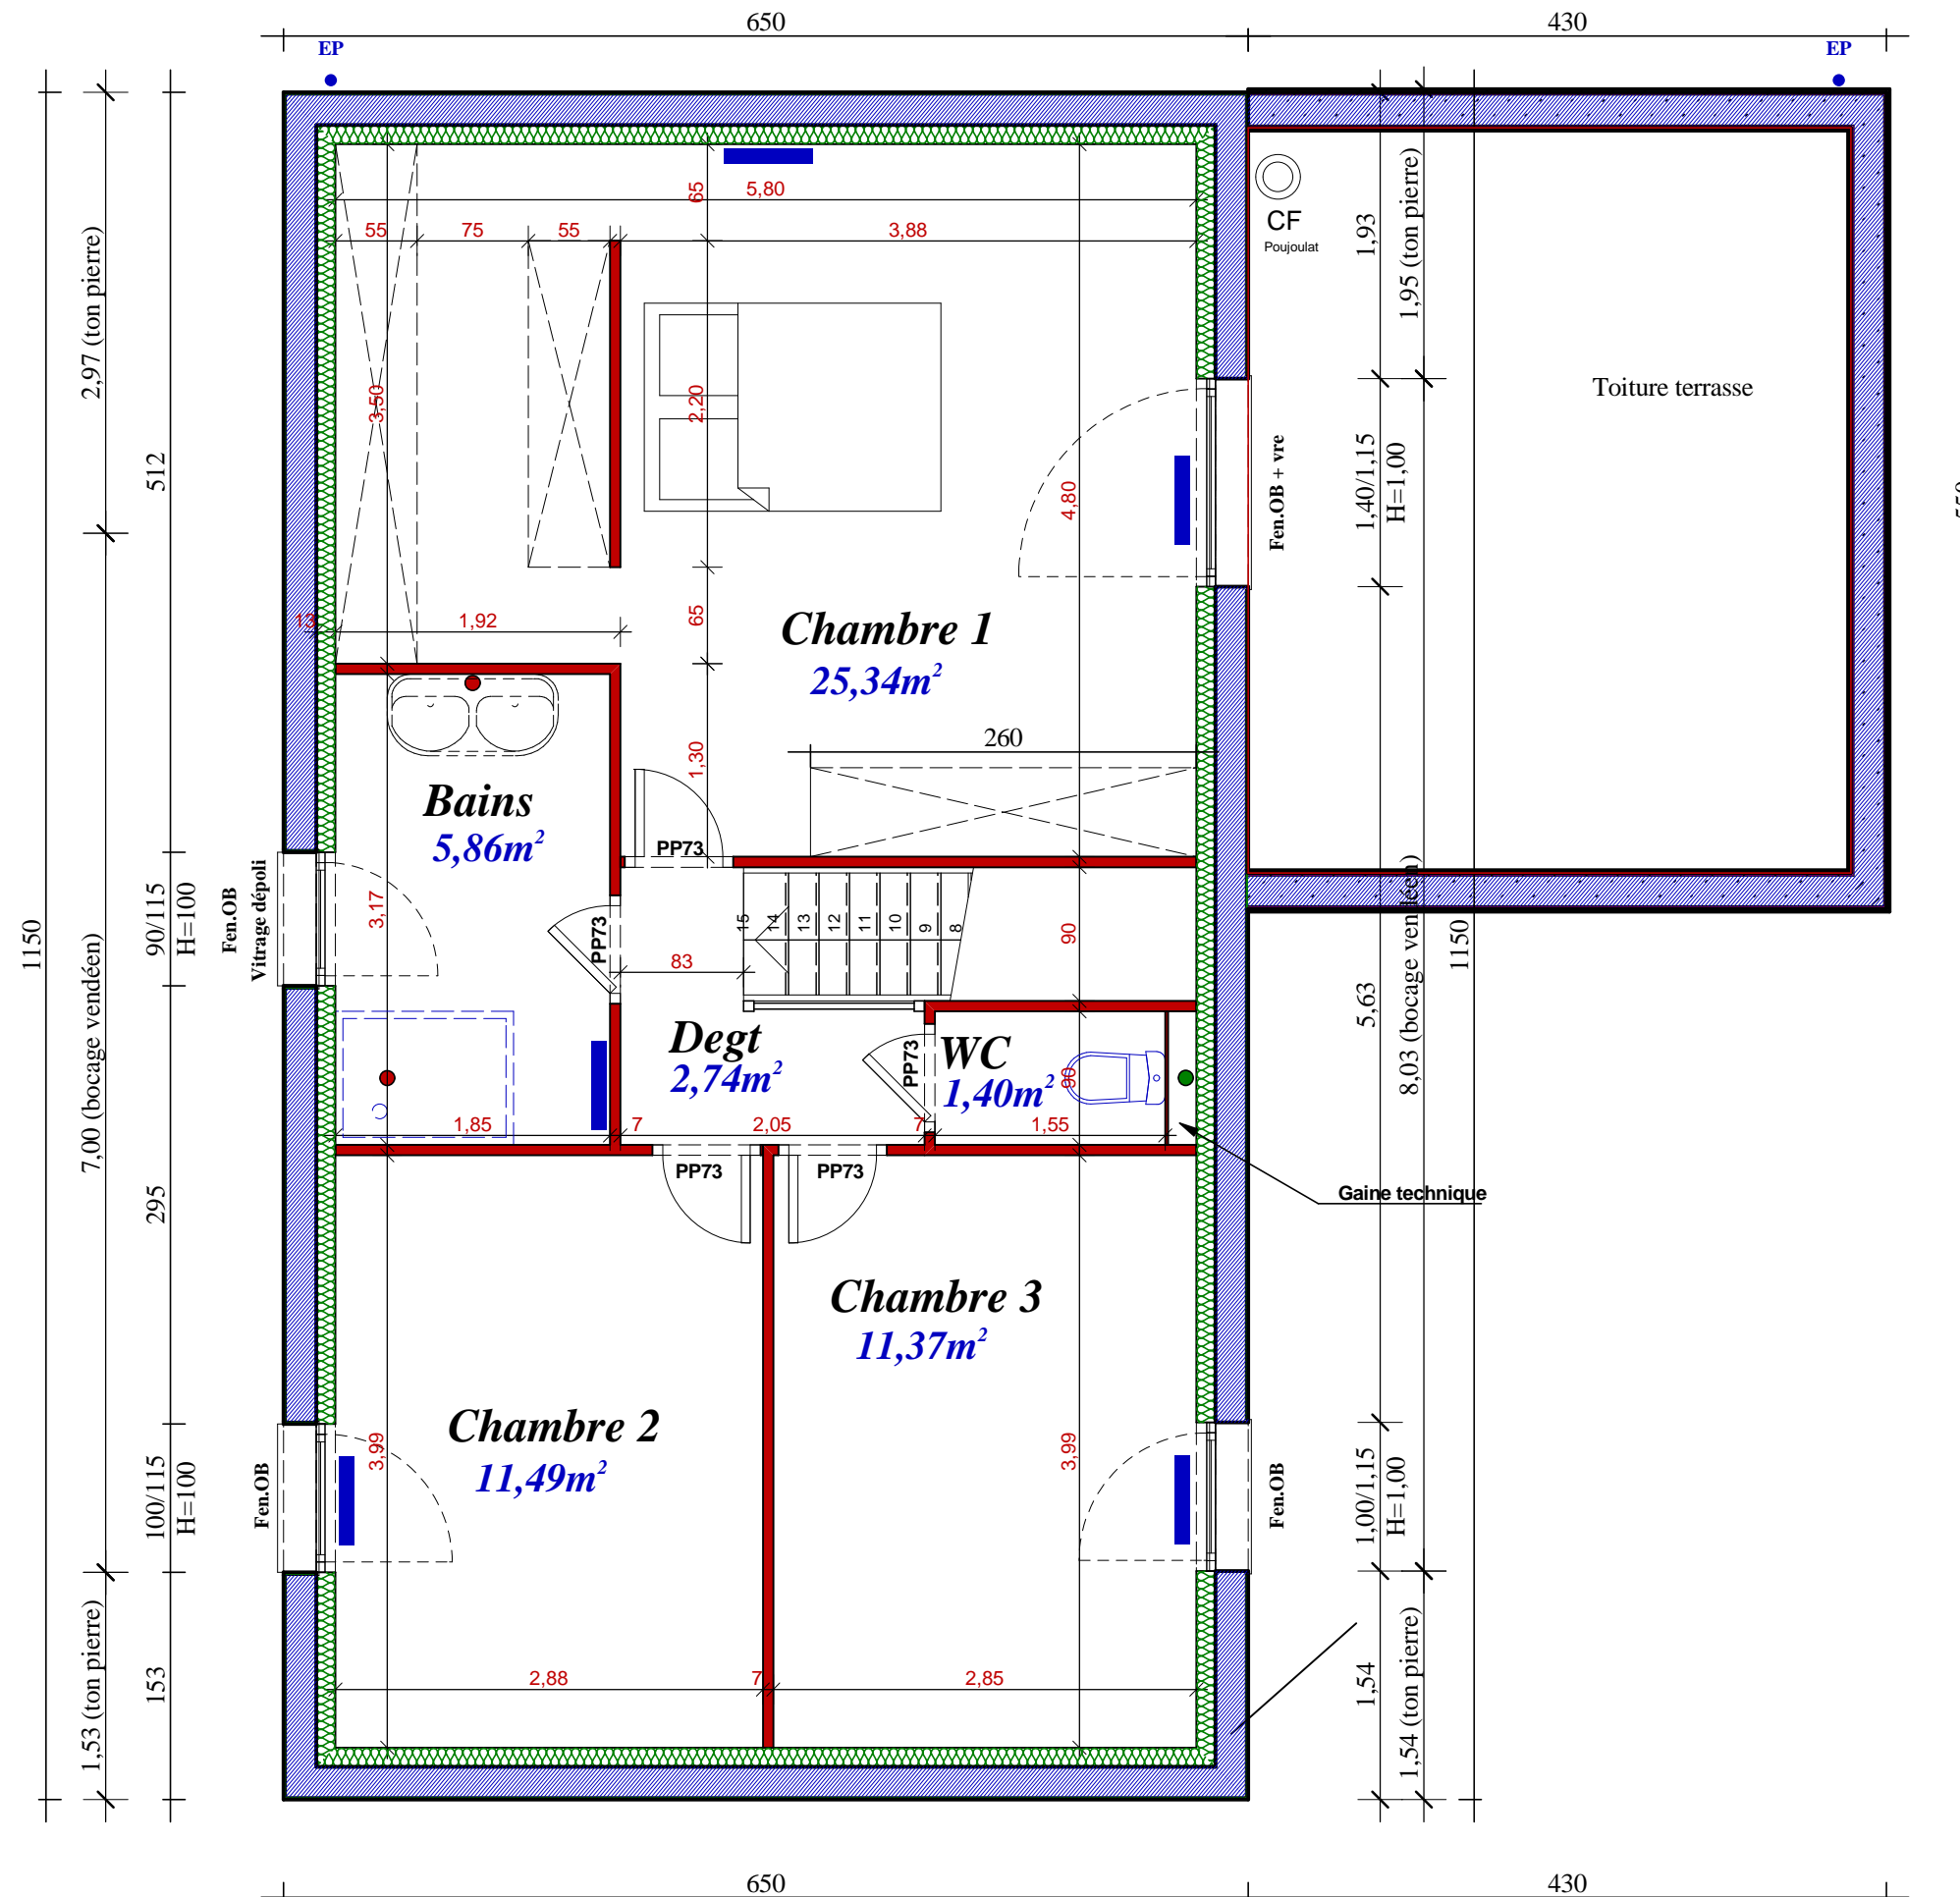 650
430
EP
EP
5,80
65
55
75
55
3,88
CF
Poujoulat
1,93
1,95 (ton pierre)
2,97 (ton pierre)
512
3,50
2,20
4,80
Toiture terrasse
Fen.OB + vre
1,40/1,15
H=1,00
13
1,92
65
Chambre 1
25,34m²
1,30
260
Bains
5,86m²
PP73
1150
7,00 (bocage vendéen)
90/115
H=100
Fen.OB
Vitrage dépoli
3,17
PP73
83
15
14
13
12
11
10
9
8
90
5,63
8,03 (bocage vendéen)
1150
Degt
2,74m²
PP73
WC
1,40m²
90
1,85
7
2,05
7
1,55
PP73
PP73
Gaine technique
295
Chambre 3
11,37m²
Chambre 2
11,49m²
100/115
H=100
Fen.OB
3,99
3,99
Fen.OB
1,00/1,15
H=1,00
1,53 (ton pierre)
153
2,88
7
2,85
1,54
1,54 (ton pierre)
650
430